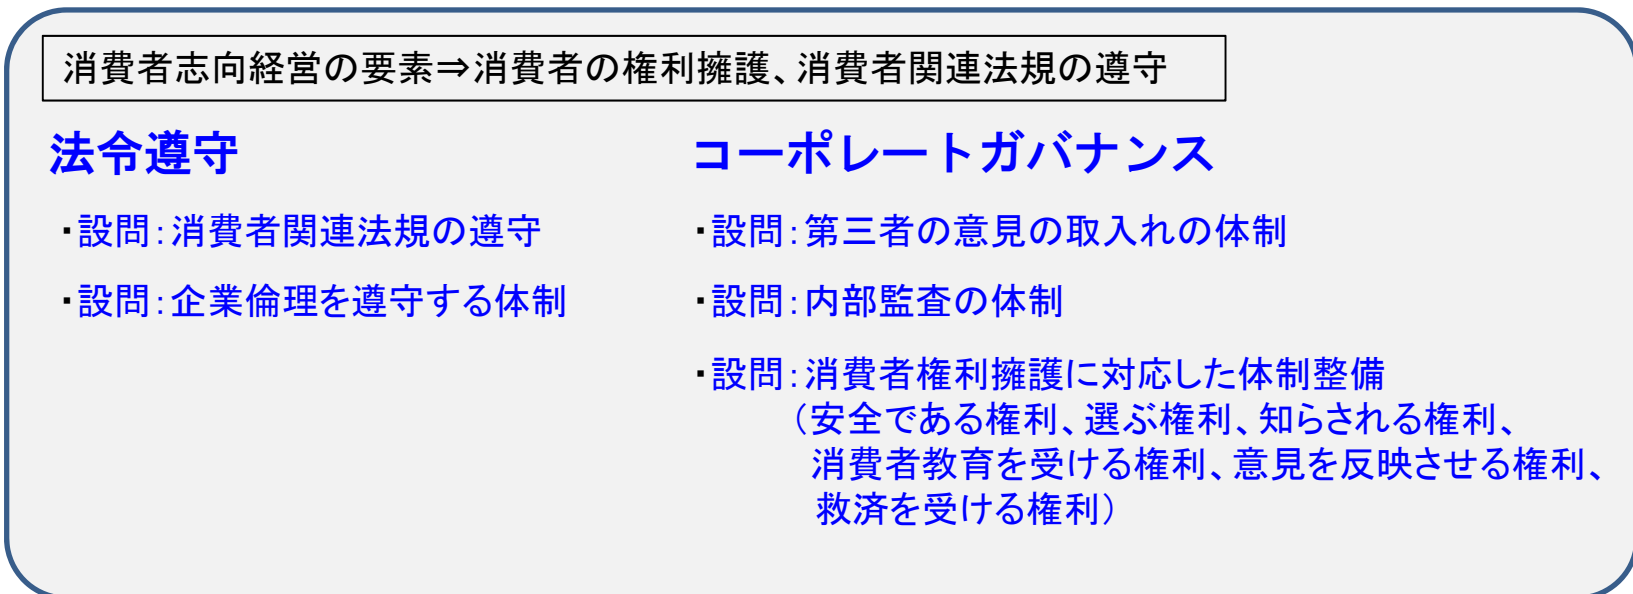 消費者志向経営の要素⇒消費者の権利擁護、消費者関連法規の遵守
法令遵守
・設問：消費者関連法規の遵守
・設問：企業倫理を遵守する体制
コーポレートガバナンス
・設問：第三者の意見の取入れの体制
・設問：内部監査の体制
・設問：消費者権利擁護に対応した体制整備
（安全である権利、選ぶ権利、知らされる権利、
消費者教育を受ける権利、意見を反映させる権利、
救済を受ける権利）